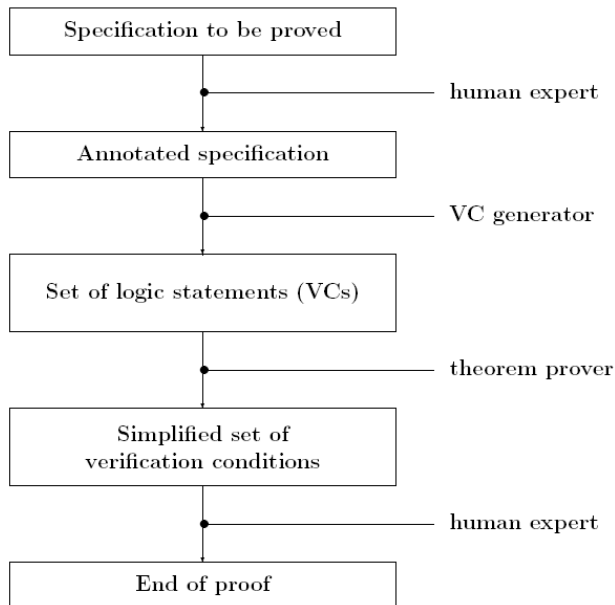 Specification to be proved
human expert
Annotated specification
VC generator
Set of logic statements (VCs)
theorem prover
Simplified set of
verification conditions
human expert
End of proof